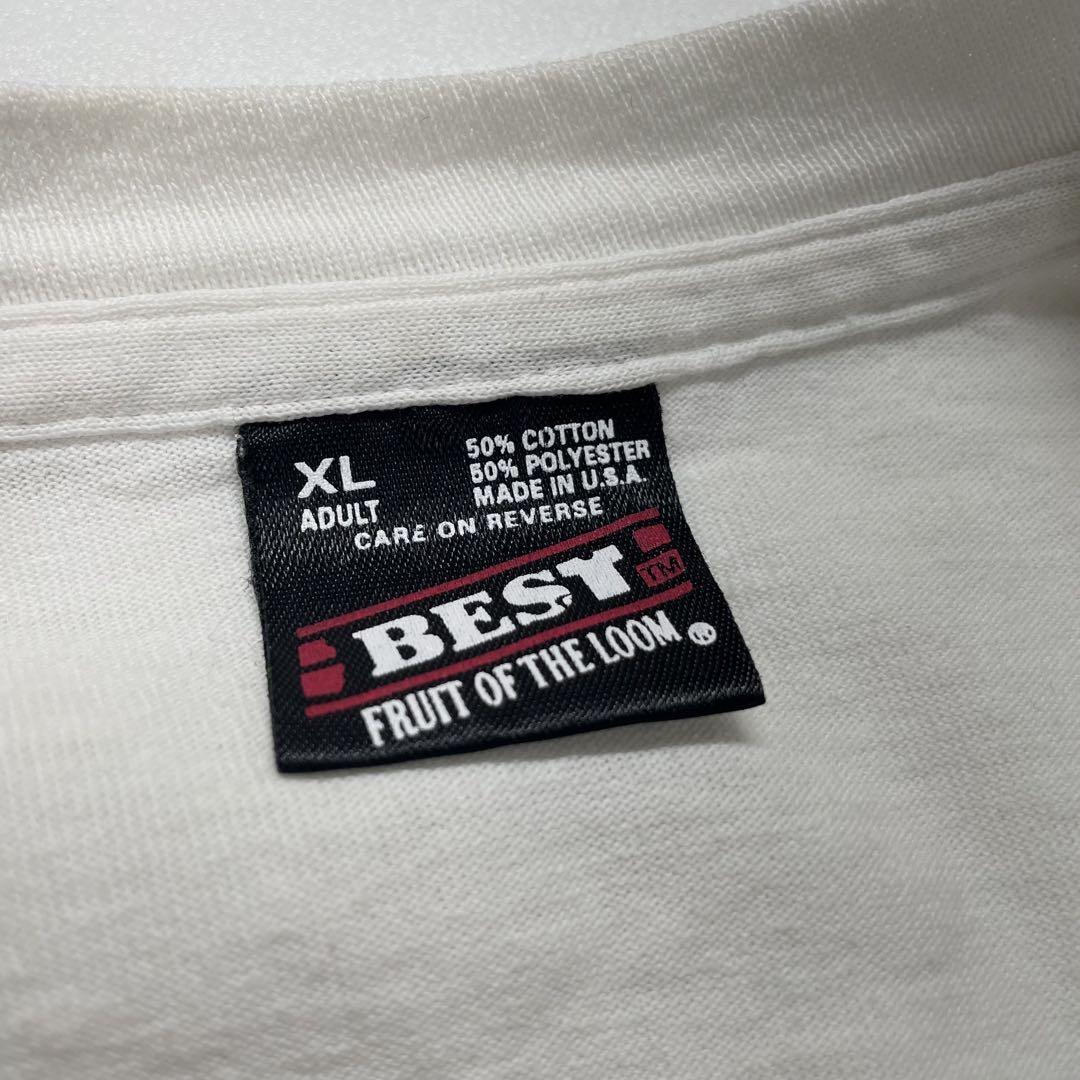 XL
ADULT
50% COTTON
50% POLYESTER
MADE IN U.S.A.
CARE ON REVERSE
BEST TM
FRUIT OF THE LOOM ®